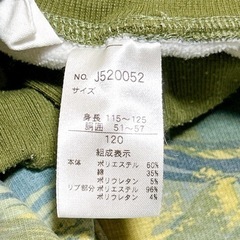 NO. J520052
サイズ
身長 115～125
胴囲 51～57
120
組成表示
本体 ポリエステル 60%
綿 35%
ポリウレタン 5%
リブ部分 ポリエステル 96%
ポリウレタン 4%